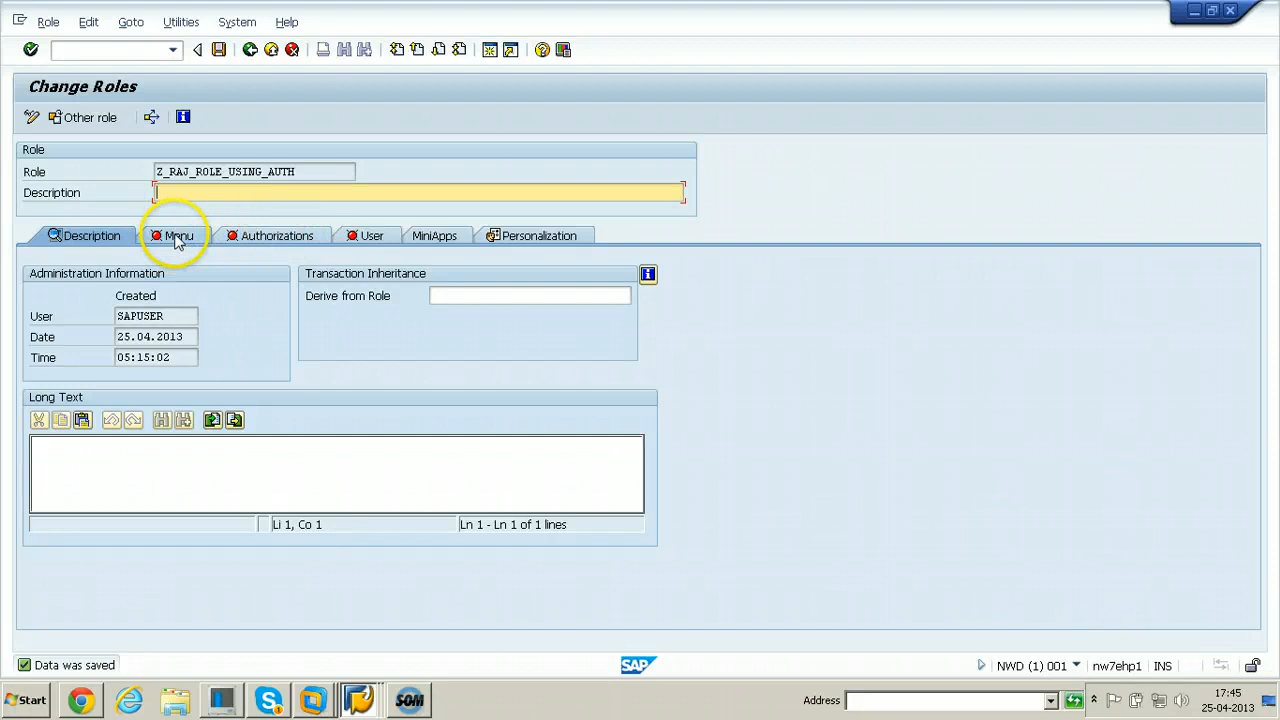 Role Edit Goto Utilities System Help
Change Roles
Other role
Role
Role Z_RAJ_ROLE_USING_AUTH
Description
Description Menu Authorizations User MiniApps Personalization
Administration Information Transaction Inheritance
Created Derive from Role
User SAPUSER
Date 25.04.2013
Time 05:15:02
Long Text
Li 1, Co 1 Ln 1 - Ln 1 of 1 lines
Data was saved SAP NWD (1) 001 nw7ehp1 INS
Start SOM Address 17:45
25-04-2013